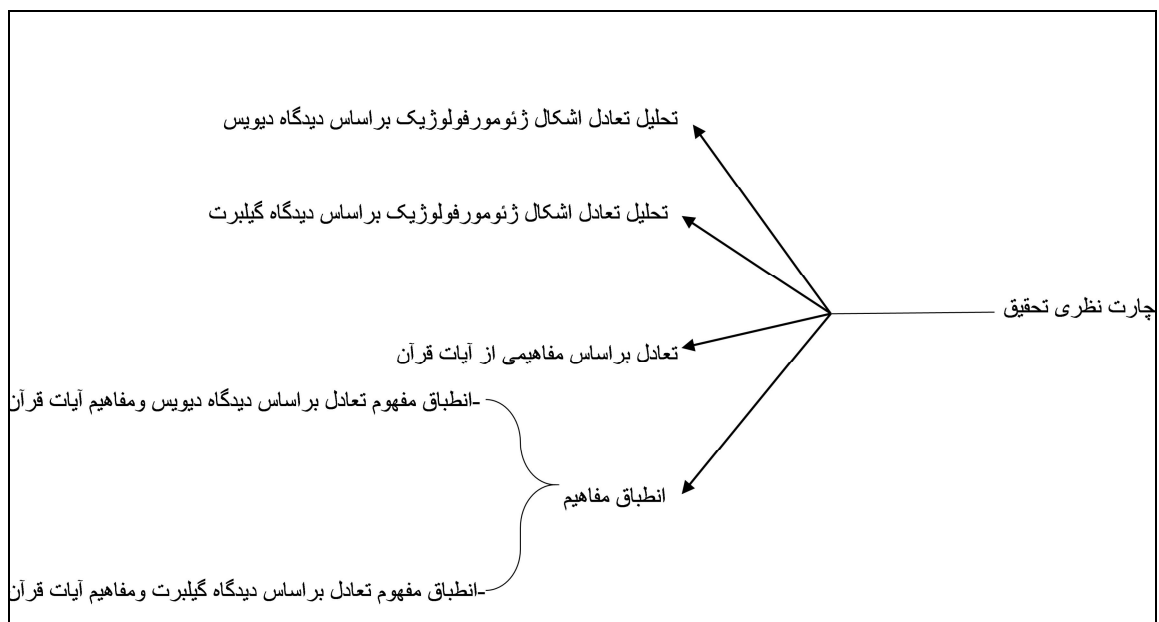 تحلیل تعادل اشکال ژئومورفولوژیک براساس دیدگاه دیویس
تحلیل تعادل اشکال ژئومورفولوژیک براساس دیدگاه گیلبرت
چارت نظری تحقیق
تعادل براساس مفاهیمی از آیات قرآن
-انطباق مفهوم تعادل براساس دیدگاه دیویس ومفاهیم آیات قرآن
انطباق مفاهیم
-انطباق مفهوم تعادل براساس دیدگاه گیلبرت ومفاهیم آیات قرآن